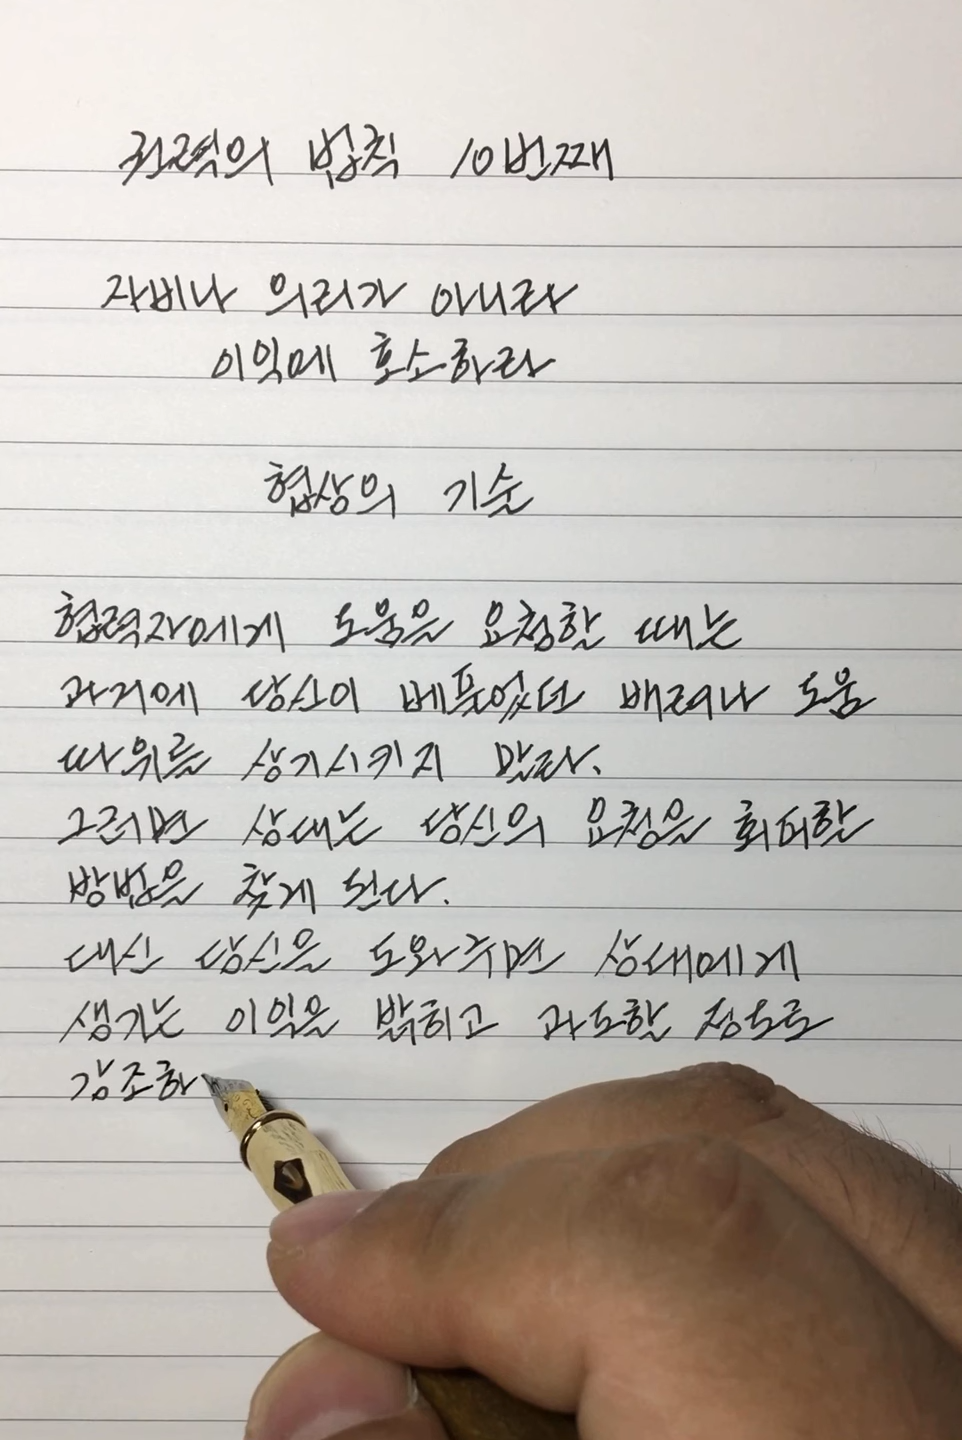 권력의 법칙 10번째
자비나 의리가 아니라
이익에 호소하라
협상의 기술
협력자에게 도움을 요청할 때는
과거에 당신이 베풀었던 배려나 도움
따위를 상기시키지 말라.
그러면 상대는 당신의 요청을 회피할
방법을 찾게 된다.
대신 당신을 도와주면 상대에게
생기는 이익을 밝히고 과도할 정도로
강조하